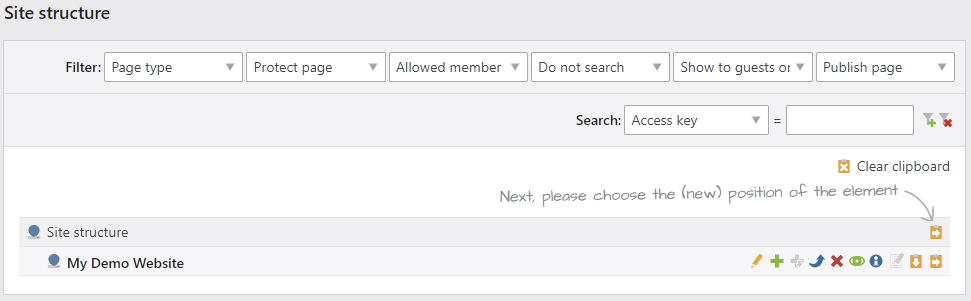 Site structure
Filter: Page type Protect page Allowed member Do not search Show to guests or Publish page
Search: Access key =
Clear clipboard
Next, please choose the (new) position of the element
Site structure
My Demo Website